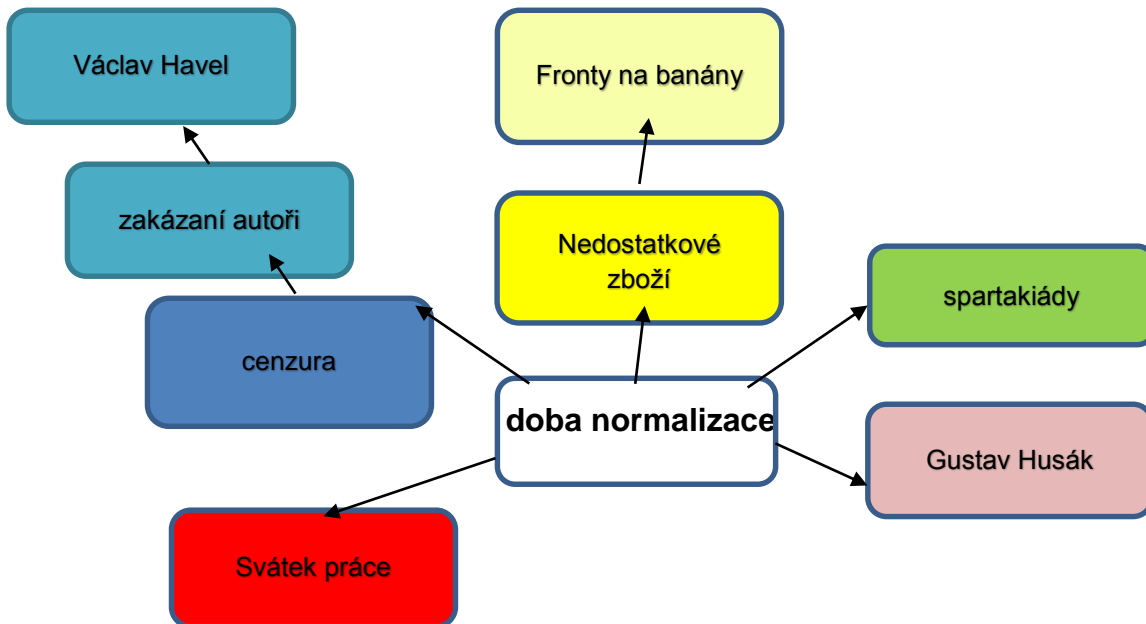 Václav Havel
Fronty na banány
zakázaní autoři
Nedostatkové
zboží
spartakiády
cenzura
doba normalizace
Gustav Husák
Svátek práce